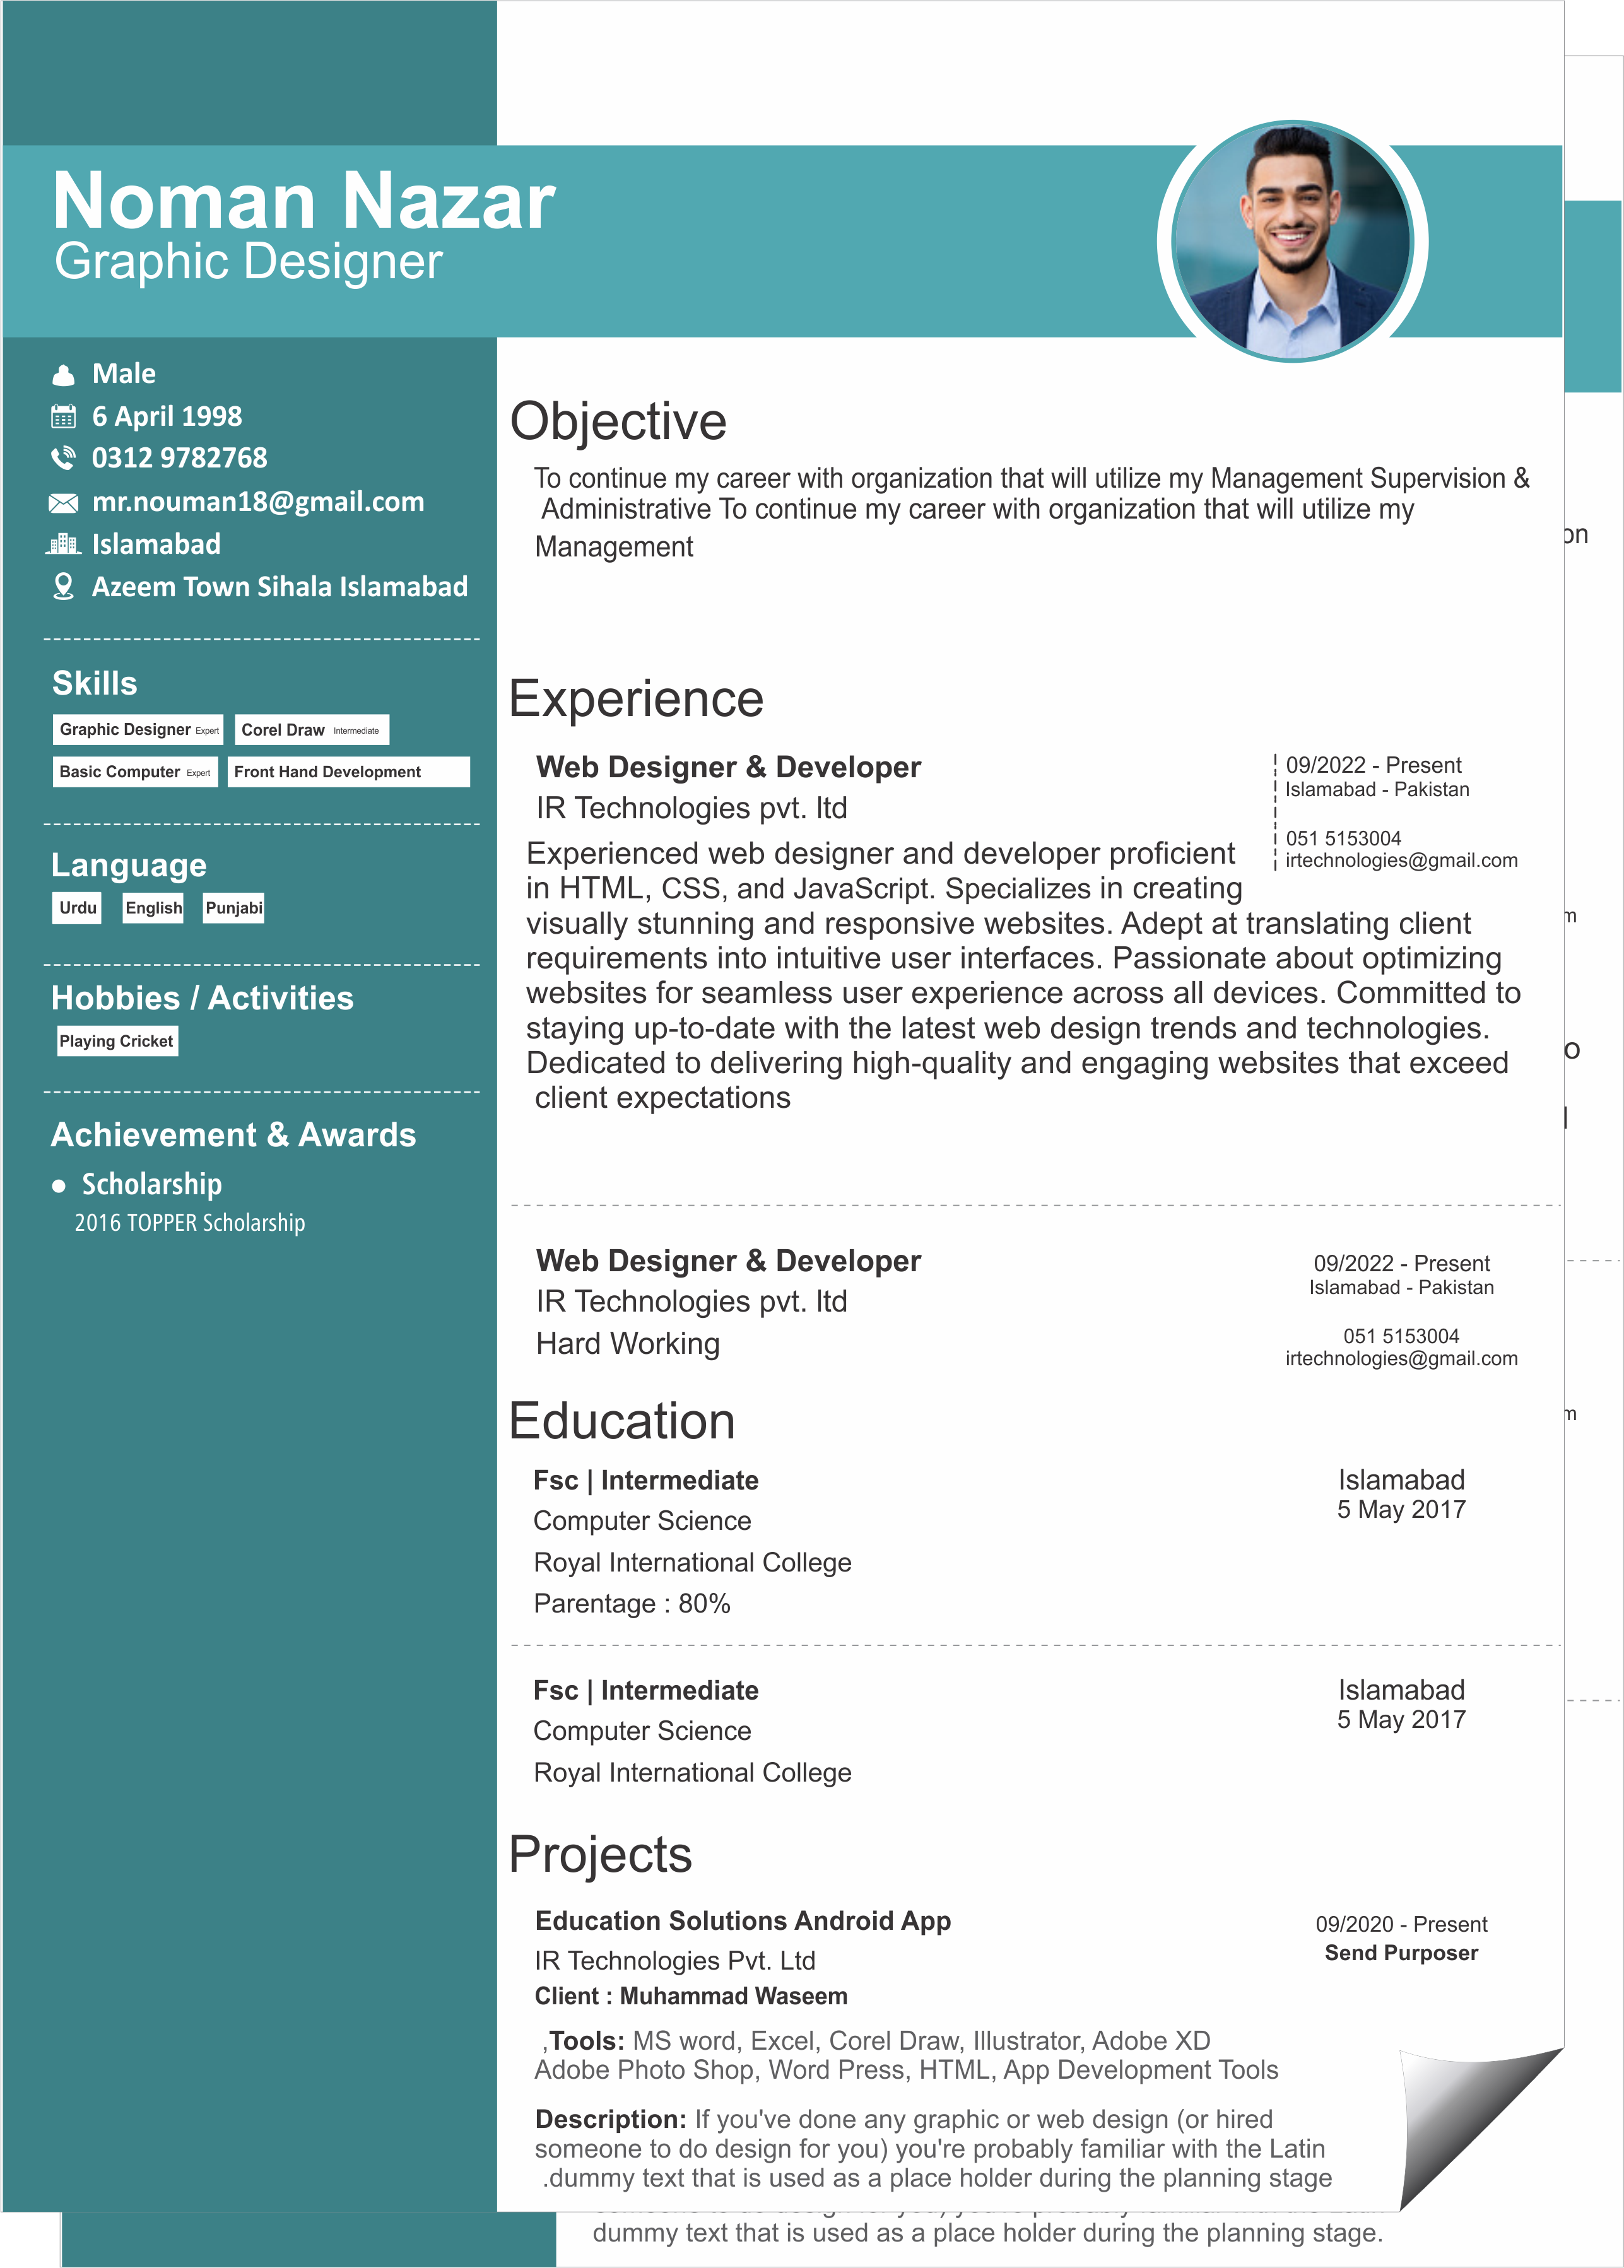 Noman Nazar
Graphic Designer
Male
6 April 1998
0312 9782768
mr.nouman18@gmail.com
Islamabad
Azeem Town Sihala Islamabad
Skills
Graphic Designer Expert
Corel Draw Intermediate
Basic Computer Expert
Front Hand Development
Language
Urdu English Punjabi
Hobbies / Activities
Playing Cricket
Achievement & Awards
Scholarship
2016 TOPPER Scholarship
Objective
To continue my career with organization that will utilize my Management Supervision &
Administrative To continue my career with organization that will utilize my
Management
Experience
Web Designer & Developer
IR Technologies pvt. ltd
09/2022 - Present
Islamabad - Pakistan
051 5153004
irtechnologies@gmail.com
Experienced web designer and developer proficient
in HTML, CSS, and JavaScript. Specializes in creating
visually stunning and responsive websites. Adept at translating client
requirements into intuitive user interfaces. Passionate about optimizing
websites for seamless user experience across all devices. Committed to
staying up-to-date with the latest web design trends and technologies.
Dedicated to delivering high-quality and engaging websites that exceed
client expectations
Web Designer & Developer
IR Technologies pvt. ltd
Hard Working
09/2022 - Present
Islamabad - Pakistan
051 5153004
irtechnologies@gmail.com
Education
Fsc | Intermediate
Computer Science
Royal International College
Parentage : 80%
Islamabad
5 May 2017
Fsc | Intermediate
Computer Science
Royal International College
Islamabad
5 May 2017
Projects
Education Solutions Android App
IR Technologies Pvt. Ltd
Client : Muhammad Waseem
09/2020 - Present
Send Purposer
,Tools: MS word, Excel, Corel Draw, Illustrator, Adobe XD
Adobe Photo Shop, Word Press, HTML, App Development Tools
Description: If you've done any graphic or web design (or hired
someone to do design for you) you're probably familiar with the Latin
.dummy text that is used as a place holder during the planning stage
dummy text that is used as a place holder during the planning stage.